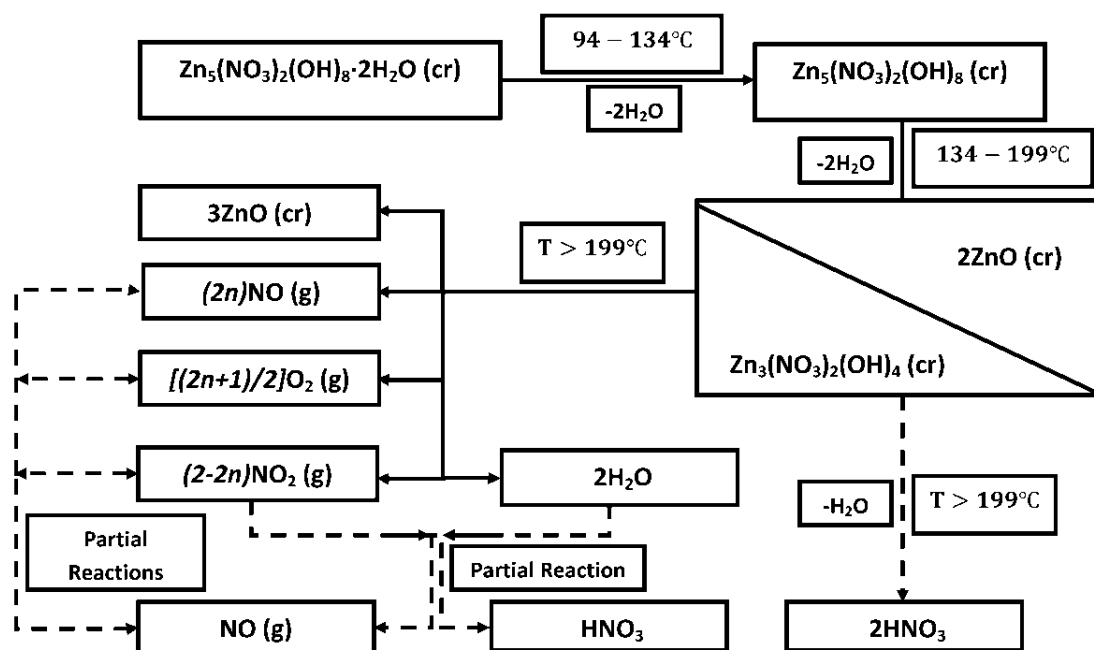 Zn₅(NO₃)₂(OH)₈·2H₂O (cr)
94 − 134℃
-2H₂O
Zn₅(NO₃)₂(OH)₈ (cr)
-2H₂O
134 − 199℃
3ZnO (cr)
T > 199℃
2ZnO (cr)
(2n)NO (g)
[(2n+1)/2]O₂ (g)
Zn₃(NO₃)₂(OH)₄ (cr)
(2-2n)NO₂ (g)
2H₂O
-H₂O
T > 199℃
Partial
Reactions
Partial Reaction
NO (g)
HNO₃
2HNO₃